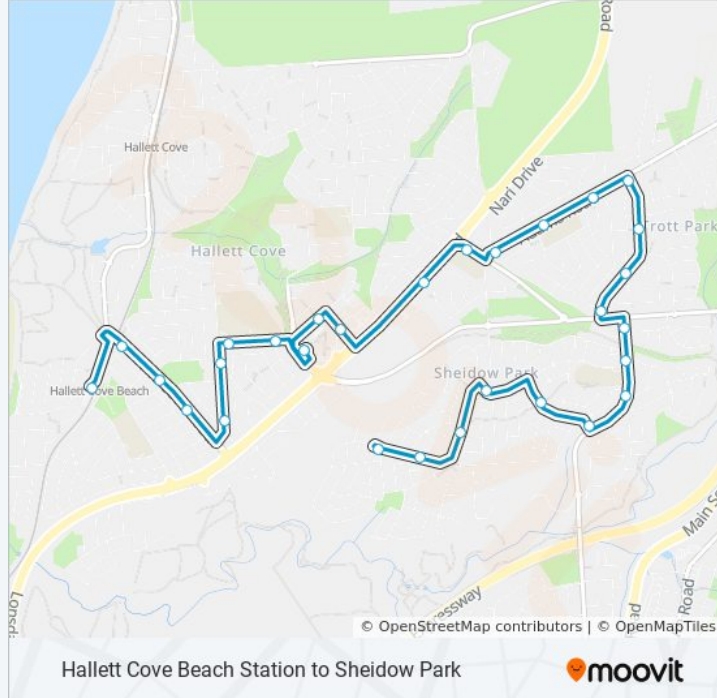 Road
Hallett Cove
Nari Drive
Trott Park
Hallett Cove
Sheidow Park
Hallett Cove Beach
Main So
Lonsd
Road
© OpenStreetMap contributors | © OpenMapTiles
Hallett Cove Beach Station to Sheidow Park
moovit